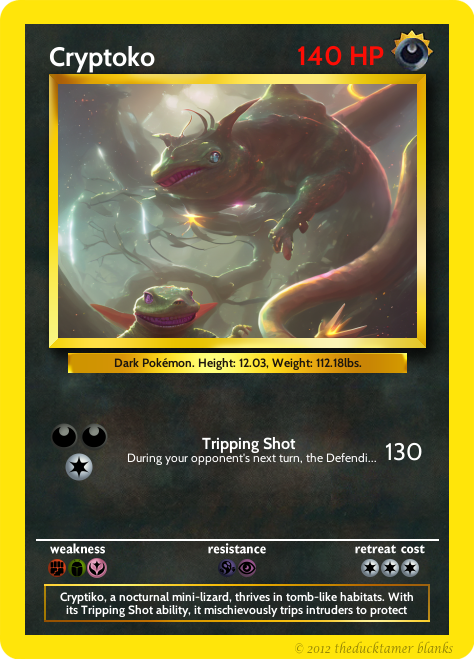 Cryptoko 140 HP
Dark Pokémon. Height: 12.03, Weight: 112.18lbs.
Tripping Shot
During your opponent's next turn, the Defendi... 130
weakness resistance retreat cost
Cryptiko, a nocturnal mini-lizard, thrives in tomb-like habitats. With
its Tripping Shot ability, it mischievously trips intruders to protect
© 2012 theducktamer blanks